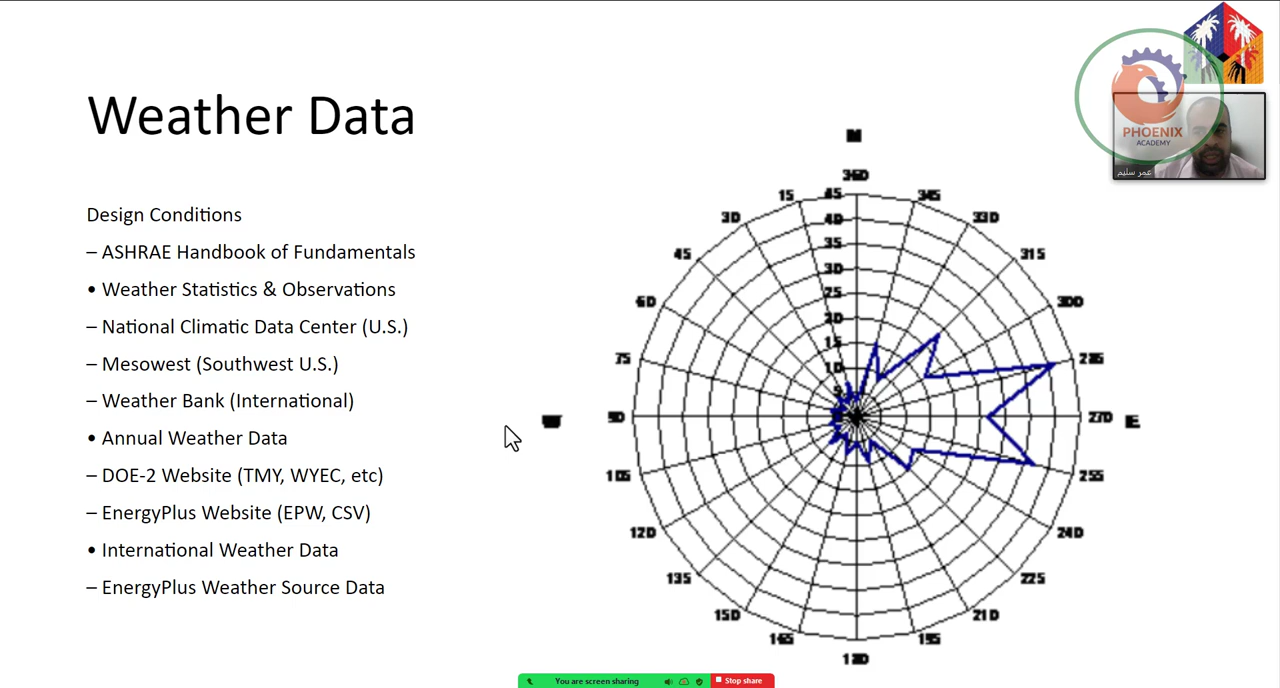 Weather Data
PHOENIX
ACADEMY
عمر سليم
Design Conditions
– ASHRAE Handbook of Fundamentals
• Weather Statistics & Observations
– National Climatic Data Center (U.S.)
– Mesowest (Southwest U.S.)
– Weather Bank (International)
• Annual Weather Data
– DOE-2 Website (TMY, WYEC, etc)
– EnergyPlus Website (EPW, CSV)
• International Weather Data
– EnergyPlus Weather Source Data
N
360
15
45
345
30
40
330
45
35
315
30
25
60
300
20
15
75
285
10
5
W
90
270
E
105
255
120
240
135
225
150
210
165
195
180
You are screen sharing
Stop share